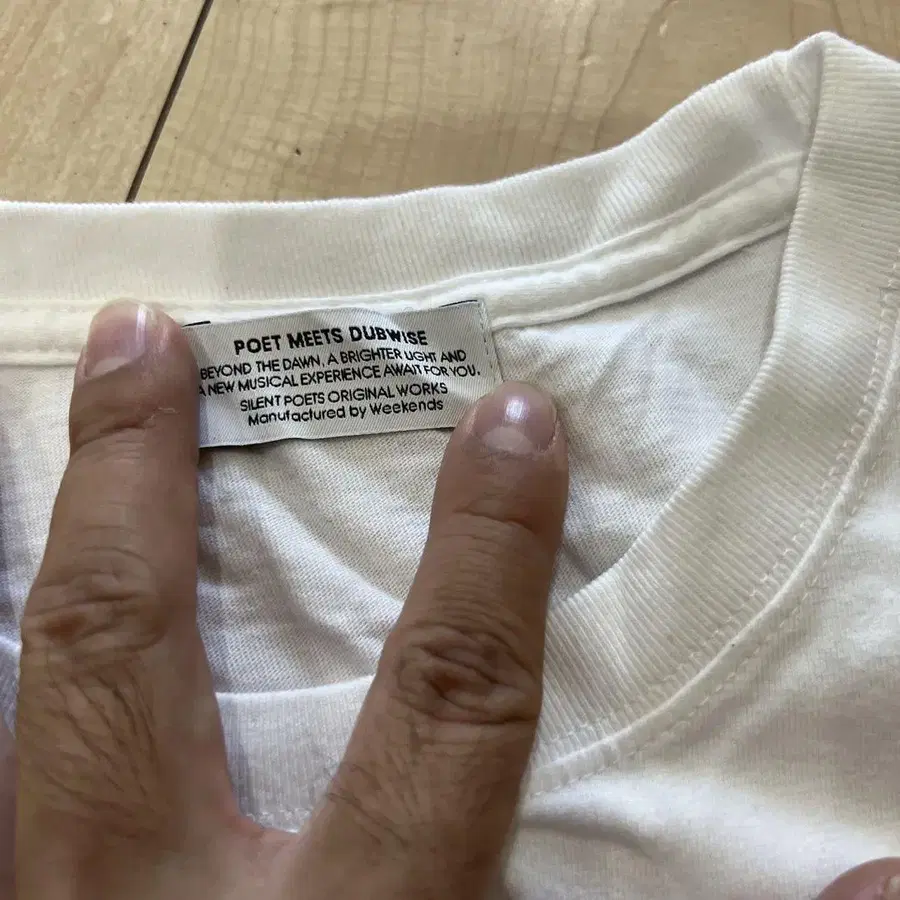 POET MEETS DUBWISE
BEYOND THE DAWN, A BRIGHTER LIGHT AND
A NEW MUSICAL EXPERIENCE AWAIT FOR YOU.
SILENT POETS ORIGINAL WORKS
Manufactured by Weekends